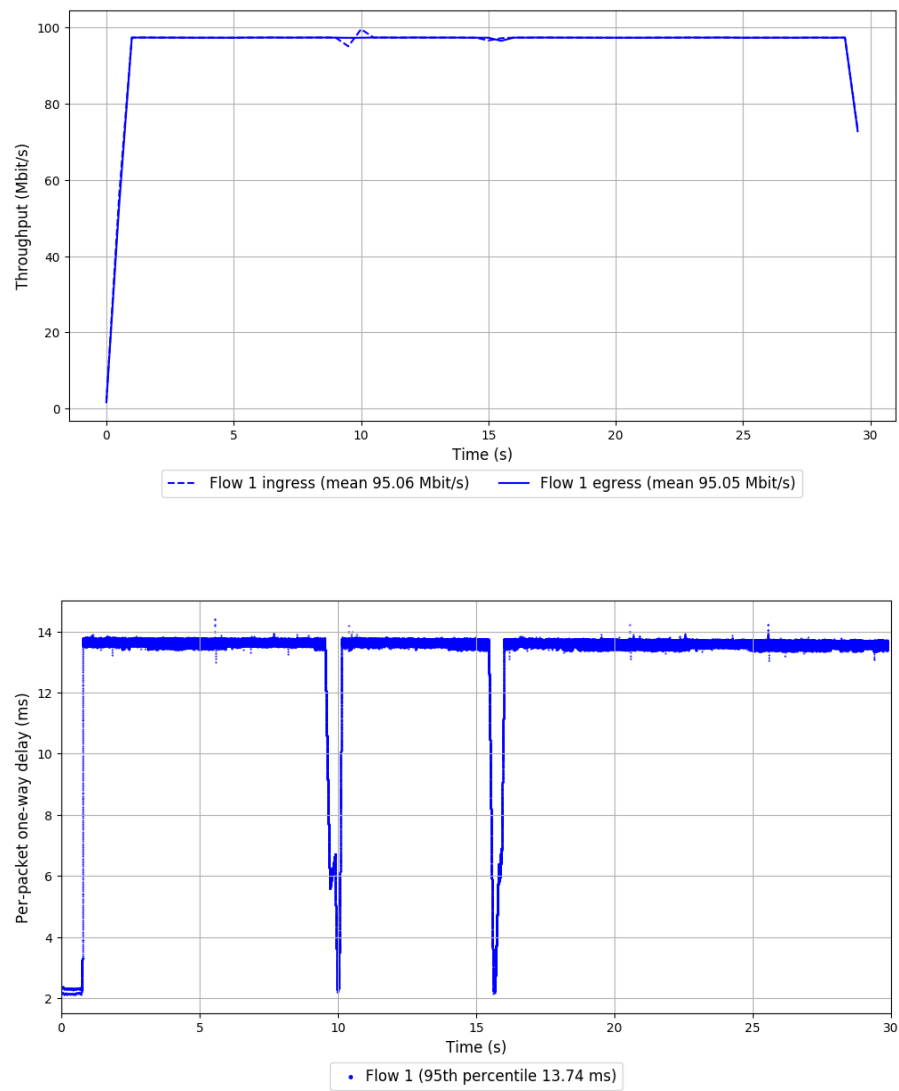 100
80
60
40
20
0
Throughput (Mbit/s)
0 5 10 15 20 25 30
Time (s)
Flow 1 ingress (mean 95.06 Mbit/s) Flow 1 egress (mean 95.05 Mbit/s)
14
12
10
8
6
4
2
Per-packet one-way delay (ms)
0 5 10 15 20 25 30
Time (s)
Flow 1 (95th percentile 13.74 ms)